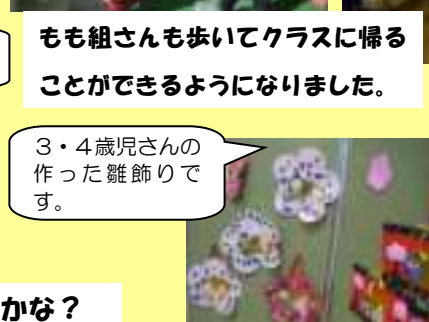 もも組さんも歩いてクラスに帰る
ことができるようになりました。
３・４歳児さんの
作った雛飾りで
す。
かな？